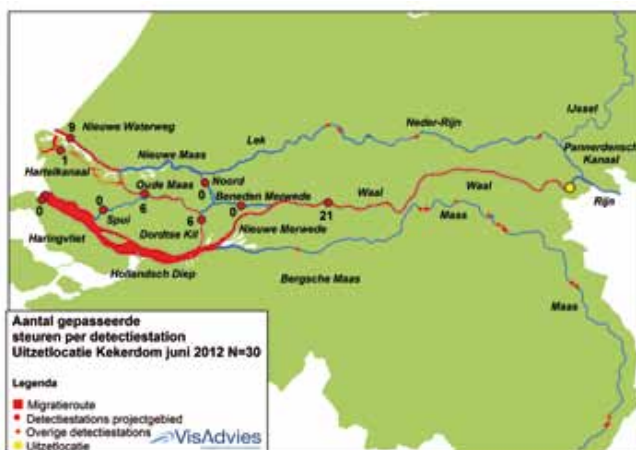 IJssel
9
Nieuwe Waterweg
Lek
Neder-Rijn
Pannerdensch
Kanaal
1
Nieuwe Maas
Hartelkanaal
Noord
0
Oude Maas
6
Beneden Merwede
0
Waal
Waal
Rijn
0
0
Spui
21
Maas
6
Dordtse Kil
Nieuwe Merwede
Haringvliet
Hollandsch Diep
Bergsche Maas
Maas
Aantal gepasseerde
steuren per detectiestation
Uitzetlocatie Kekerdom juni 2012 N=30
Legenda
Migratieroute
Detectiestations projectgebied
Overige detectiestations
Uitzetlocatie
VisAdvies